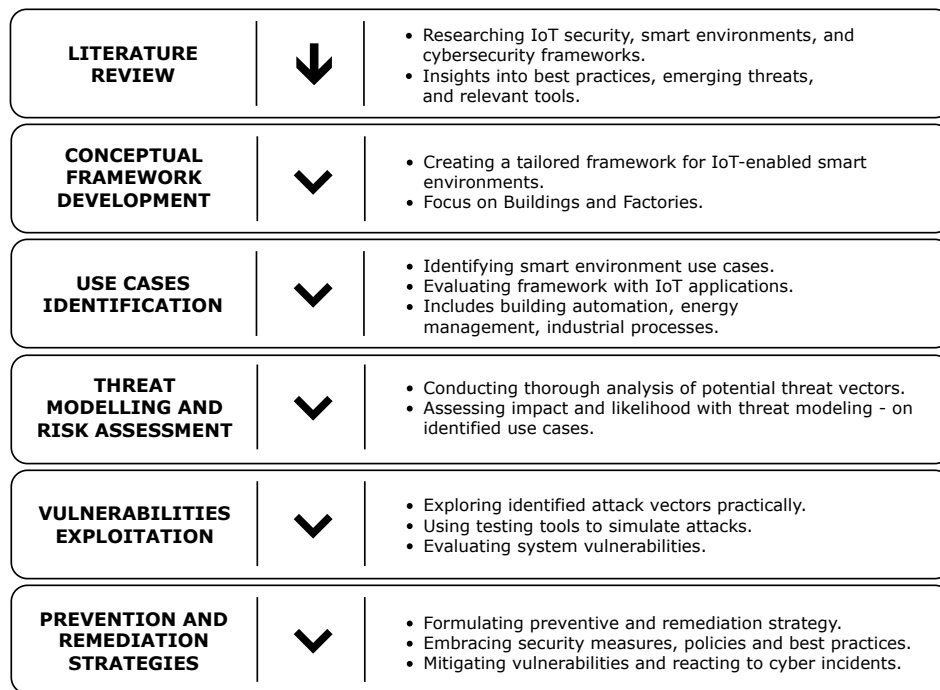 LITERATURE
REVIEW
• Researching IoT security, smart environments, and
cybersecurity frameworks.
• Insights into best practices, emerging threats,
and relevant tools.
CONCEPTUAL
FRAMEWORK
DEVELOPMENT
• Creating a tailored framework for IoT-enabled smart
environments.
• Focus on Buildings and Factories.
USE CASES
IDENTIFICATION
• Identifying smart environment use cases.
• Evaluating framework with IoT applications.
• Includes building automation, energy
management, industrial processes.
THREAT
MODELLING AND
RISK ASSESSMENT
• Conducting thorough analysis of potential threat vectors.
• Assessing impact and likelihood with threat modeling - on
identified use cases.
VULNERABILITIES
EXPLOITATION
• Exploring identified attack vectors practically.
• Using testing tools to simulate attacks.
• Evaluating system vulnerabilities.
PREVENTION AND
REMEDIATION
STRATEGIES
• Formulating preventive and remediation strategy.
• Embracing security measures, policies and best practices.
• Mitigating vulnerabilities and reacting to cyber incidents.